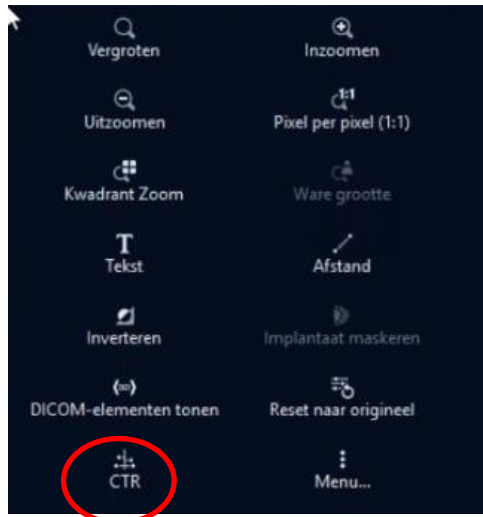 Vergroten
Inzoomen
Uitzoomen
1:1
Pixel per pixel (1:1)
Kwadrant Zoom
Ware grootte
T
Tekst
Afstand
Inverteren
Implantaat maskeren
DICOM-elementen tonen
Reset naar origineel
CTR
Menu...